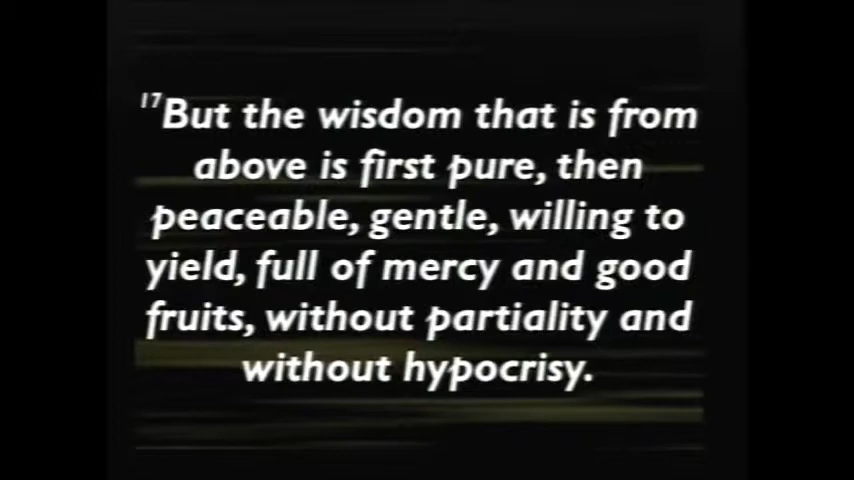 17But the wisdom that is from
above is first pure, then
peaceable, gentle, willing to
yield, full of mercy and good
fruits, without partiality and
without hypocrisy.